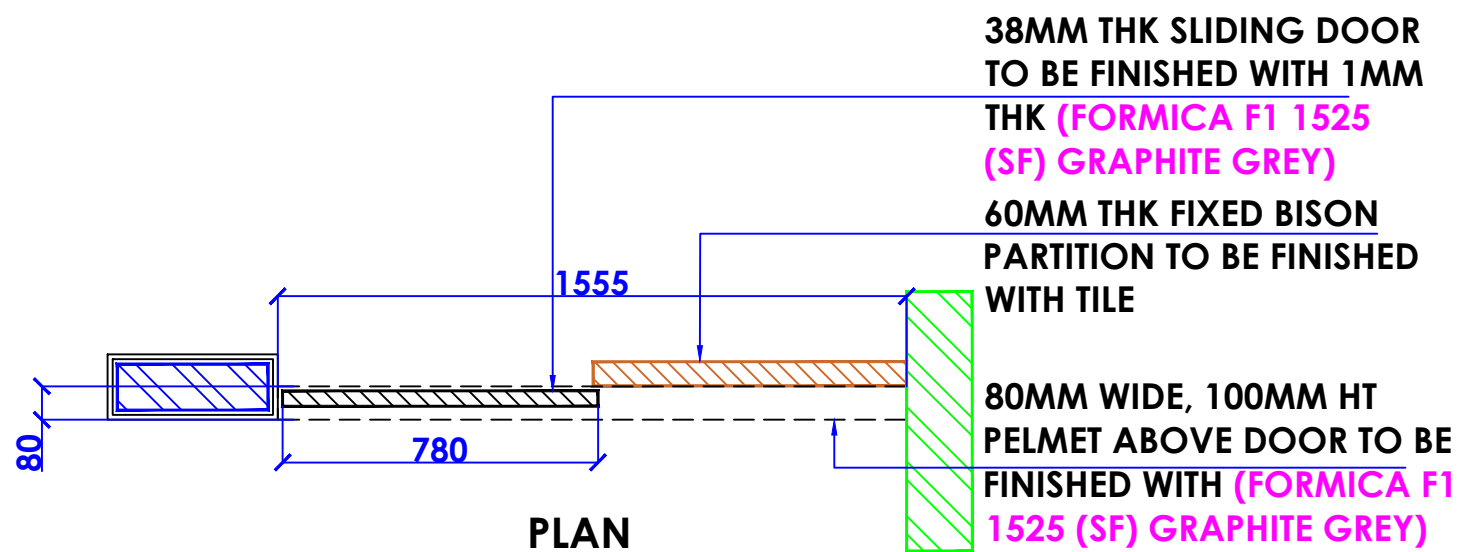 38MM THK SLIDING DOOR
TO BE FINISHED WITH 1MM
THK (FORMICA F1 1525
(SF) GRAPHITE GREY)
60MM THK FIXED BISON
PARTITION TO BE FINISHED
WITH TILE
1555
80MM WIDE, 100MM HT
PELMET ABOVE DOOR TO BE
FINISHED WITH (FORMICA F1
1525 (SF) GRAPHITE GREY)
80
780
PLAN